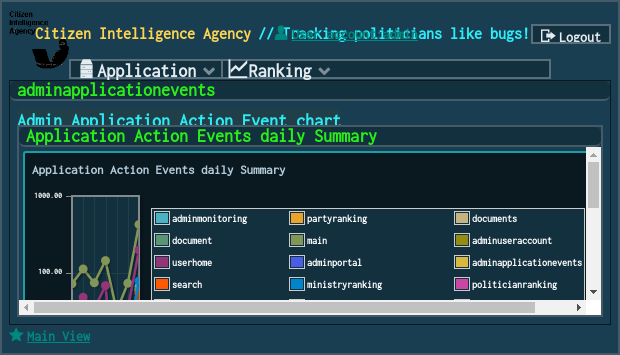 Citizen
Intelligence
Agency
Citizen Intelligence Agency // Tracking politicians like bugs!
Logout
Application
Ranking
adminapplicationevents
Admin Application Action Event chart
Application Action Events daily Summary
Application Action Events daily Summary
1000.00
100.00
adminmonitoring partyranking documents
document main adminuseraccount
userhome adminportal adminapplicationevents
search ministryranking politicianranking
Main View